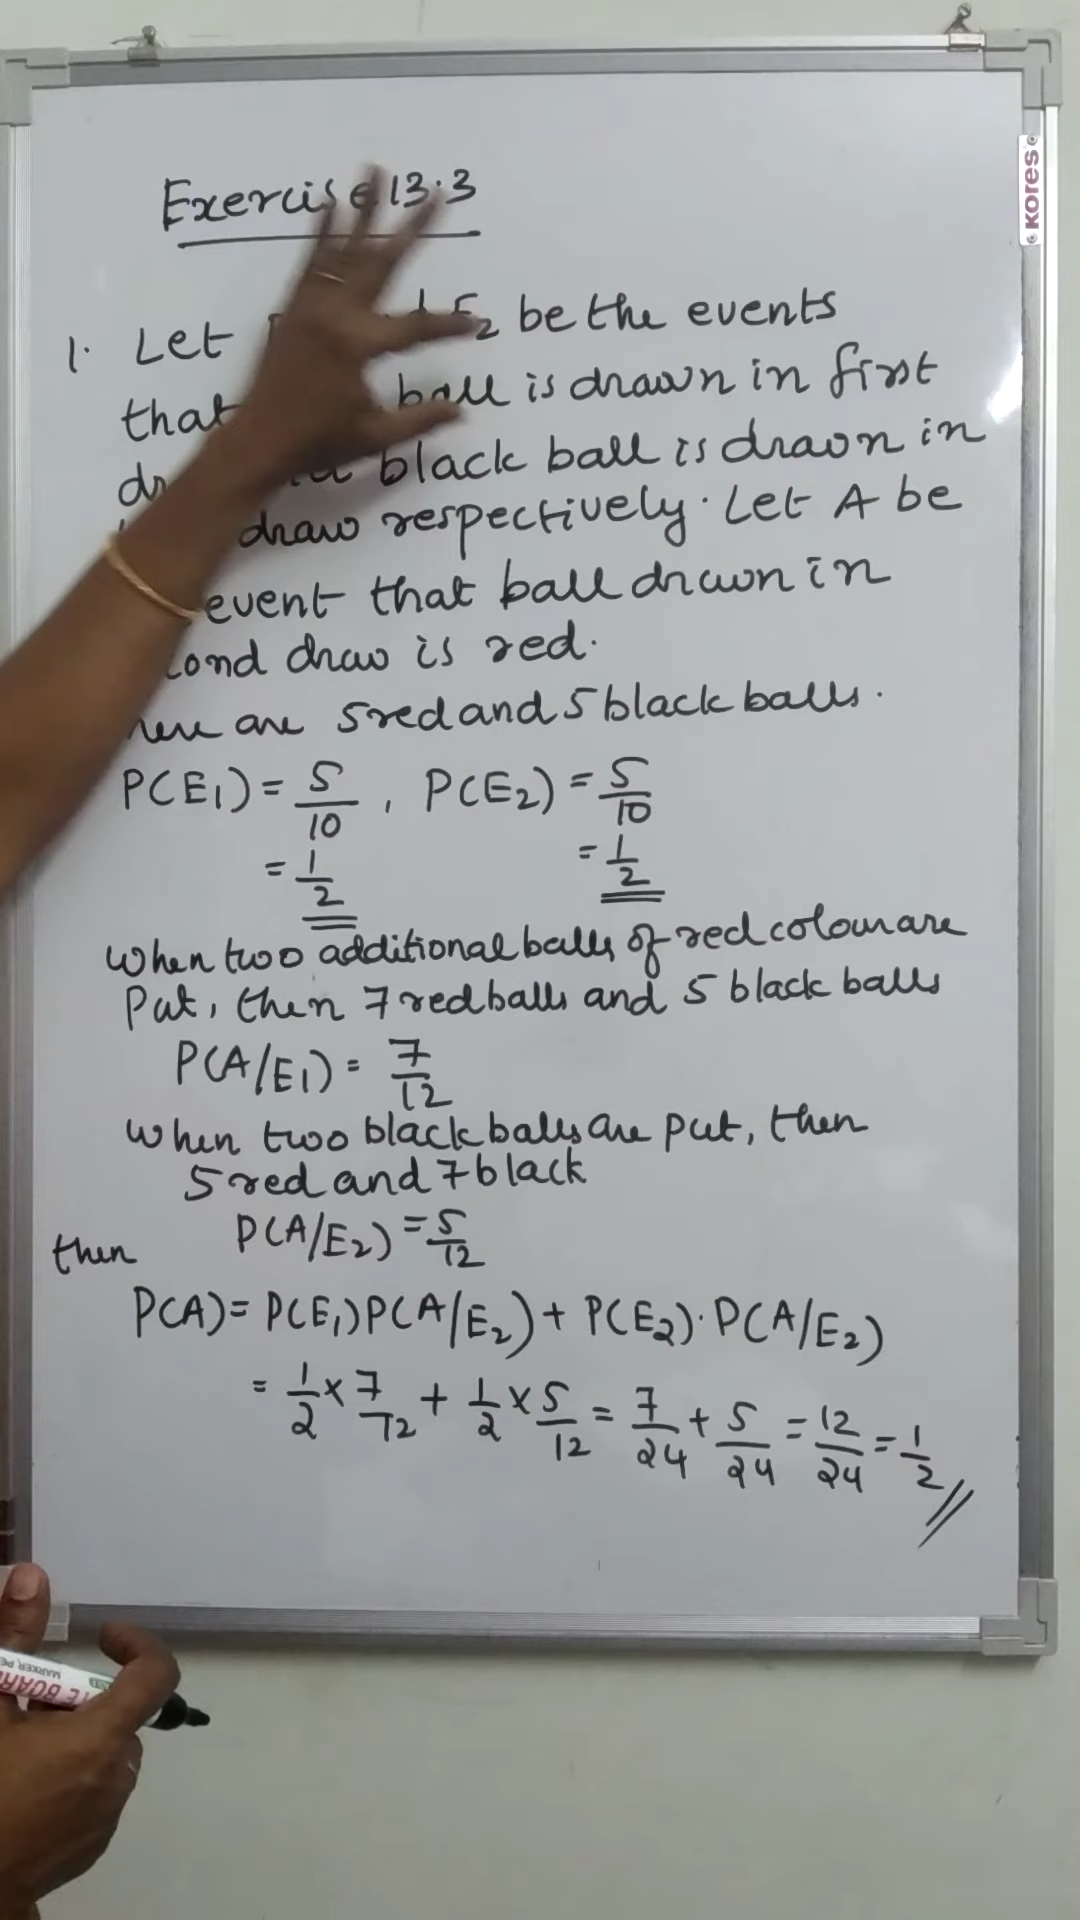 Exercise 13.3
KORES
1. Let E2 be the events
that ball is drawn in first
black ball is drawn in
draw respectively. Let A be
event that ball drawn in
cond draw is red.
here are 5 red and 5 black balls.
P(E1) = 5/10 , P(E2) = 5/10
= 1/2 = 1/2
When two additional balls of red colour are
Put, then 7 red balls and 5 black balls
P(A/E1) = 7/12
When two black balls are put, then
5 red and 7 black
P(A/E2) = 5/12
then
P(A) = P(E1)P(A/E2) + P(E2)·P(A/E2)
= 1/2 × 7/12 + 1/2 × 5/12 = 7/24 + 5/24 = 12/24 = 1/2 //
MARKER PE